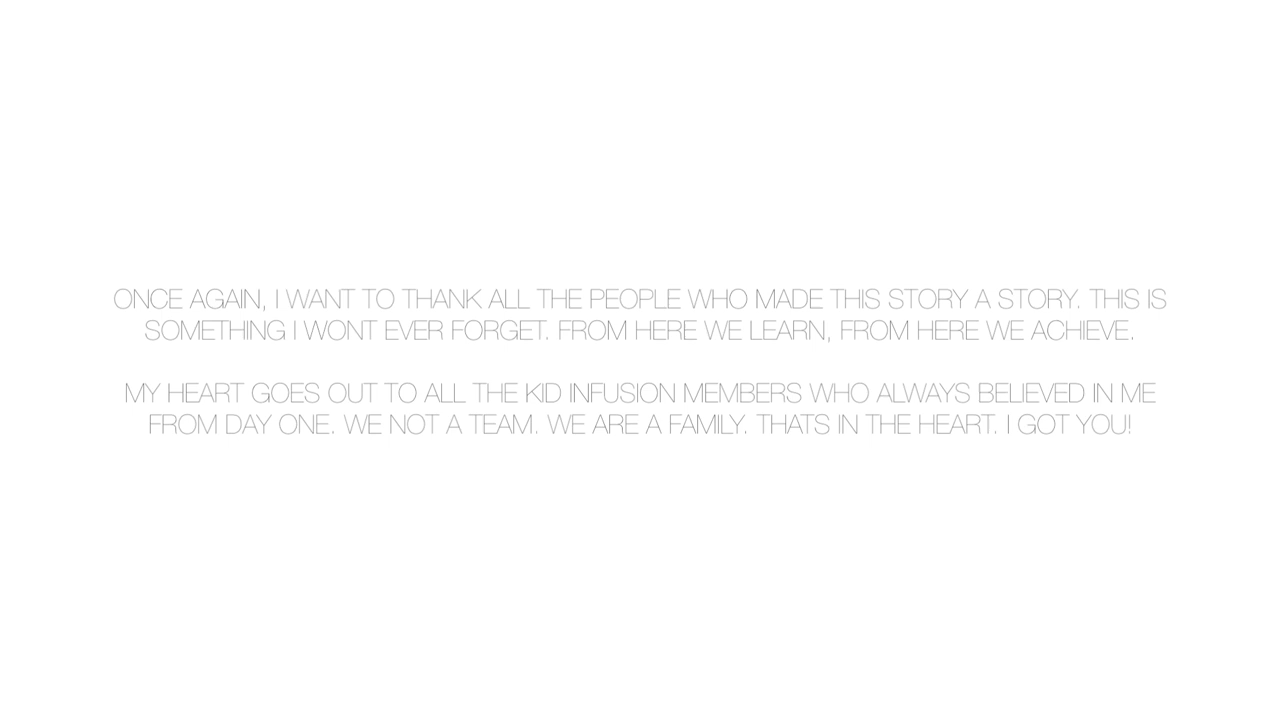 ONCE AGAIN, I WANT TO THANK ALL THE PEOPLE WHO MADE THIS STORY A STORY. THIS IS
SOMETHING I WONT EVER FORGET. FROM HERE WE LEARN, FROM HERE WE ACHIEVE.
MY HEART GOES OUT TO ALL THE KID INFUSION MEMBERS WHO ALWAYS BELIEVED IN ME
FROM DAY ONE. WE NOT A TEAM. WE ARE A FAMILY. THATS IN THE HEART. I GOT YOU!